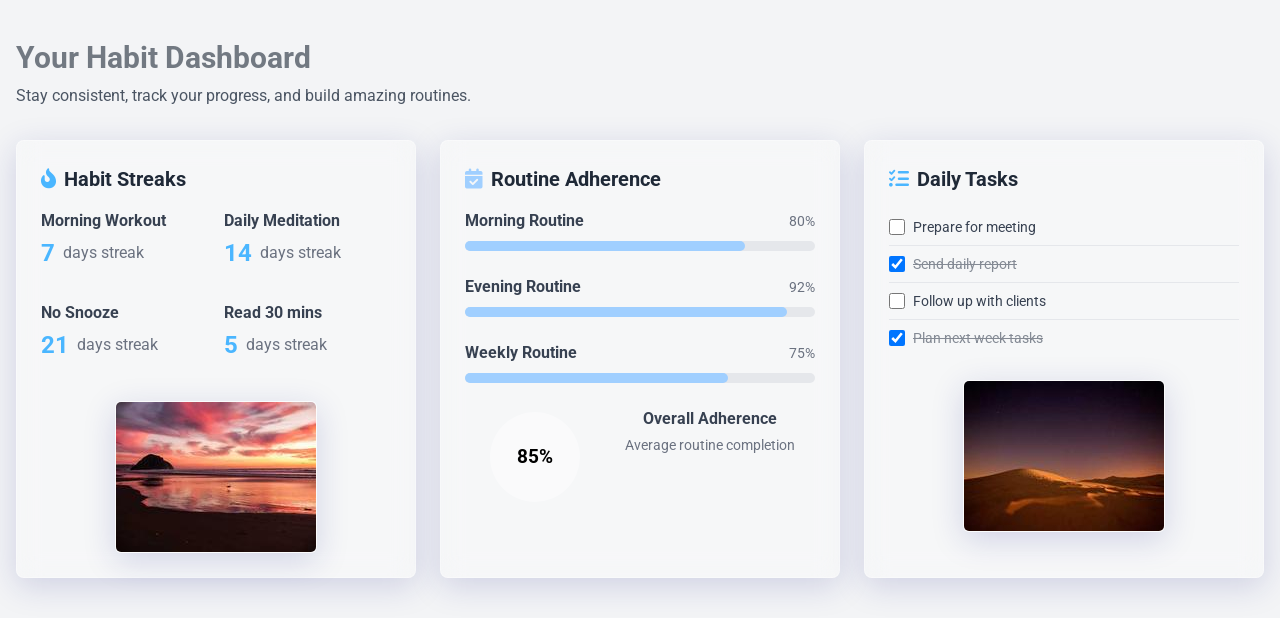 Your Habit Dashboard
Stay consistent, track your progress, and build amazing routines.
Habit Streaks
Morning Workout
7 days streak
Daily Meditation
14 days streak
No Snooze
21 days streak
Read 30 mins
5 days streak
Routine Adherence
Morning Routine 80%
Evening Routine 92%
Weekly Routine 75%
85%
Overall Adherence
Average routine completion
Daily Tasks
Prepare for meeting
Send daily report
Follow up with clients
Plan next week tasks